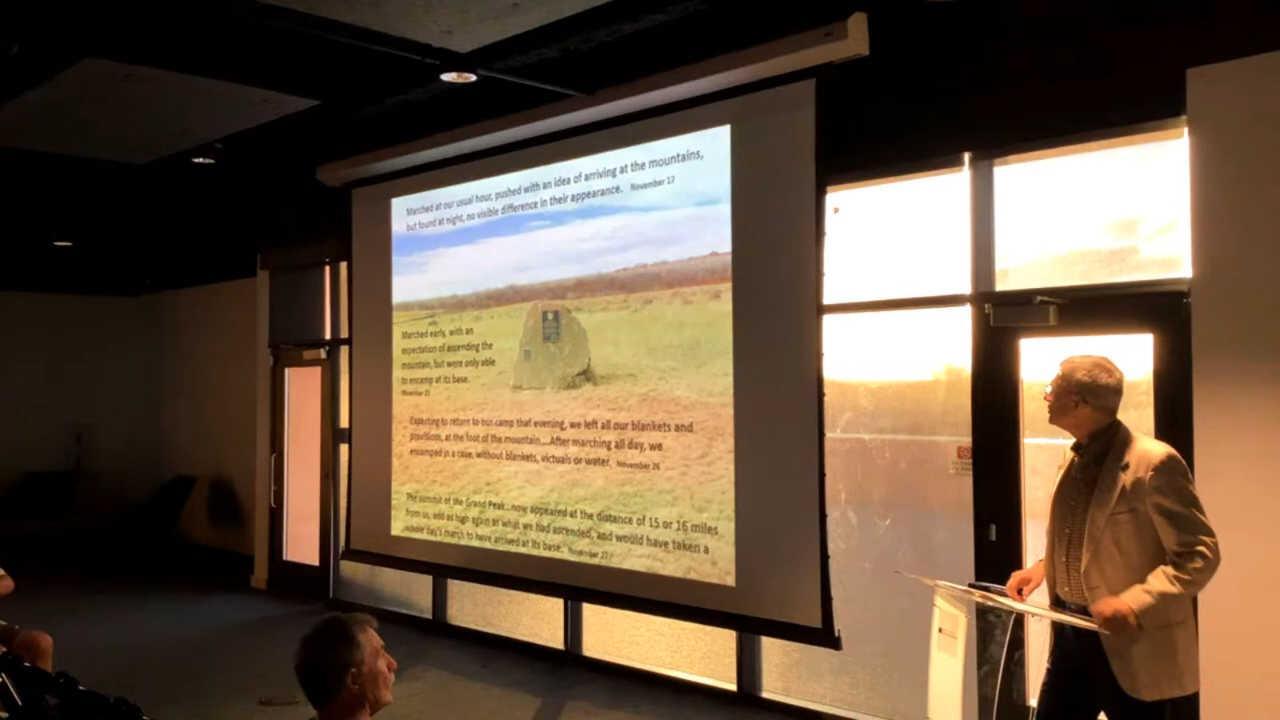 Marched at our usual hour, pushed with an idea of arriving at the mountains,
but found at night, no visible difference in their appearance. November 17
Marched early, with an
expectation of ascending the
mountain, but were only able
to encamp at its base.
November 25
Expecting to return to our camp that evening, we left all our blankets and
provisions, at the foot of the mountain....After marching all day, we
encamped in a cave, without blankets, victuals or water. November 26
The summit of the Grand Peak...now appeared at the distance of 15 or 16 miles
from us, and as high again as what we had ascended, and would have taken a
whole day's march to have arrived at its base. November 27